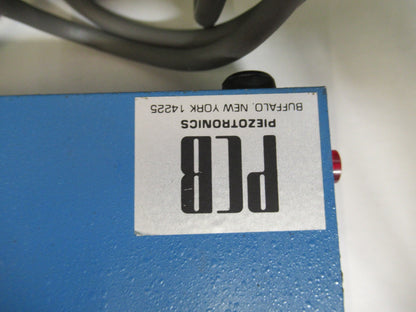 PCB
PIEZOTRONICS
BUFFALO, NEW YORK 14225